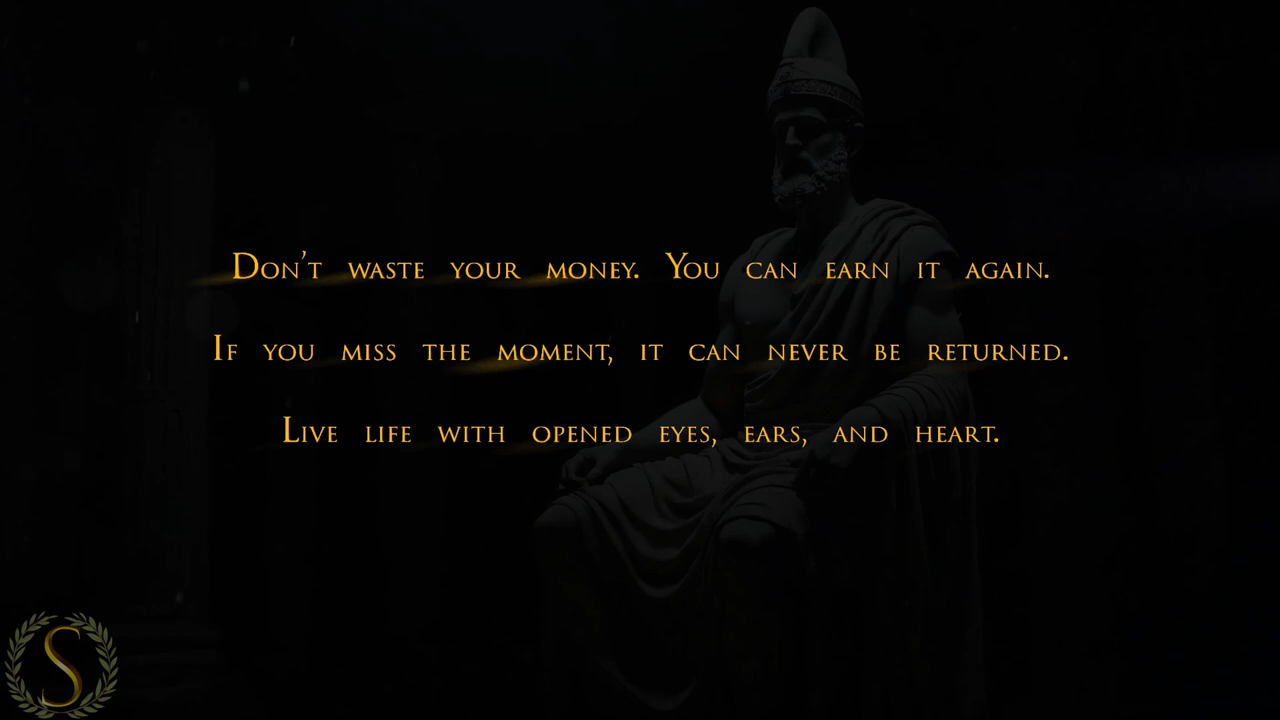 Don't waste your money. You can earn it again.
If you miss the moment, it can never be returned.
Live life with opened eyes, ears, and heart.
S